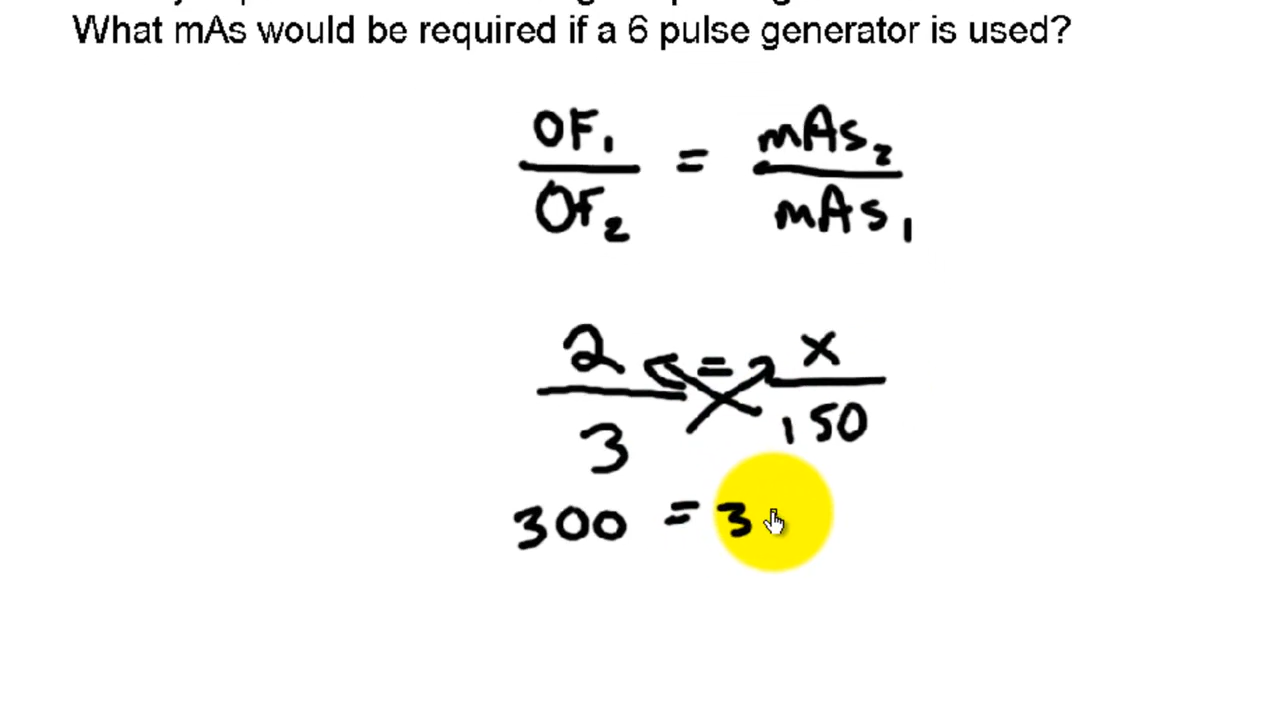 What mAs would be required if a 6 pulse generator is used?
OF₁ = mAs₂
OF₂ mAs₁
2 = x
3 150
300 = 3